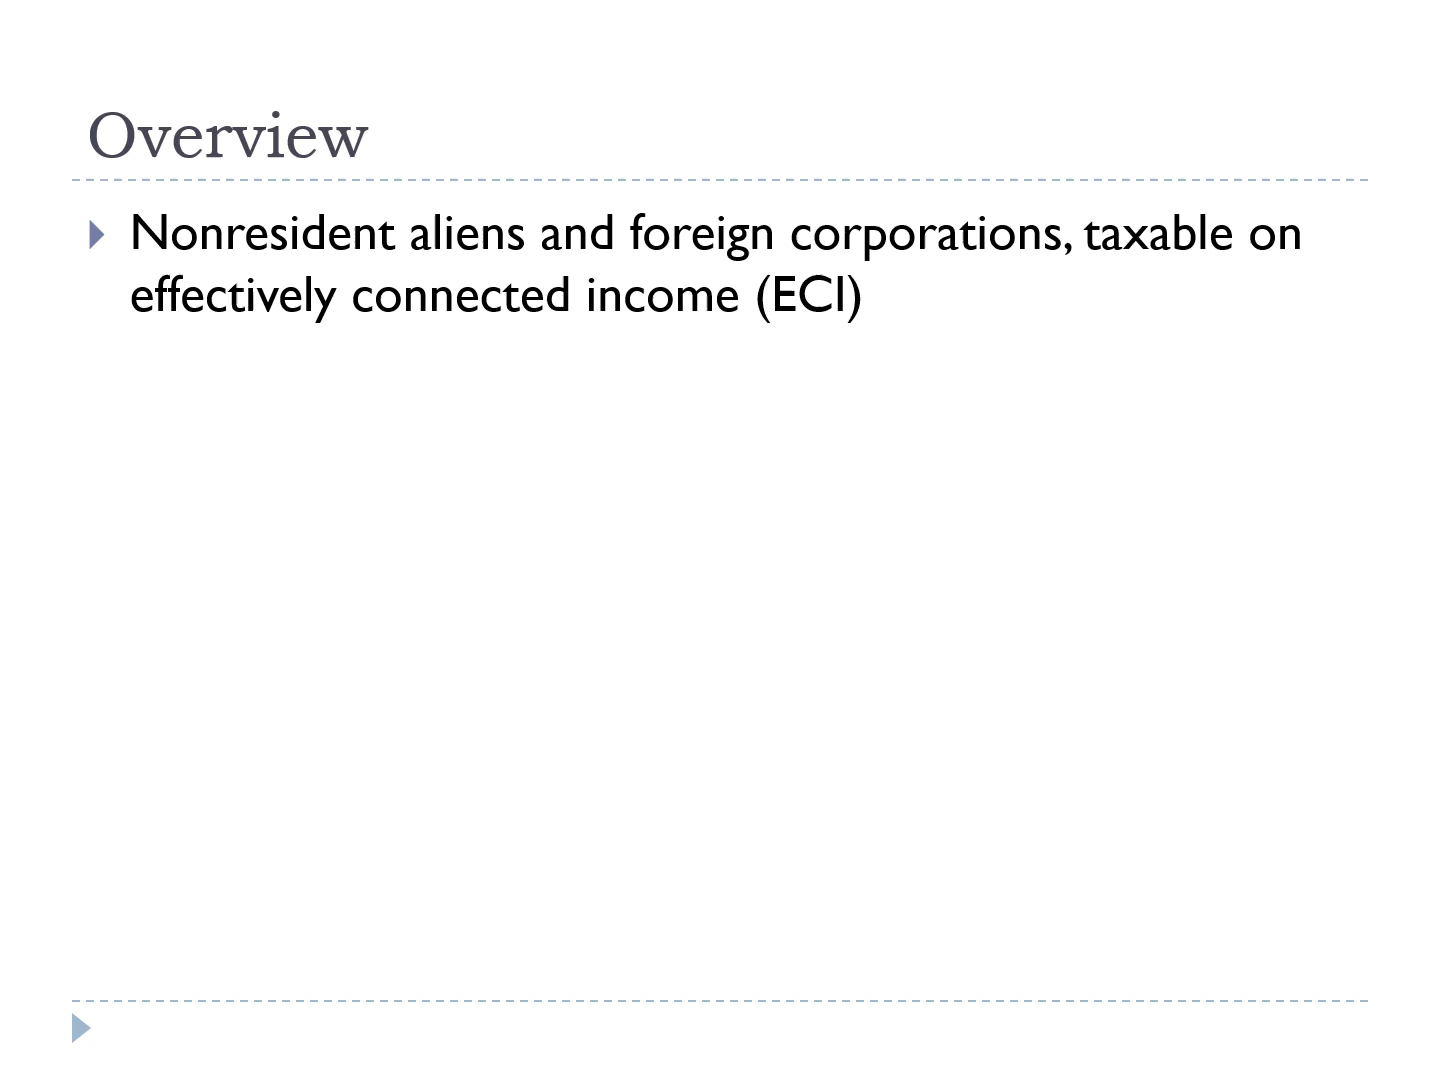 Overview
Nonresident aliens and foreign corporations, taxable on
effectively connected income (ECI)